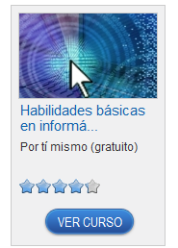 Habilidades básicas
en informá...
Por tí mismo (gratuito)
VER CURSO